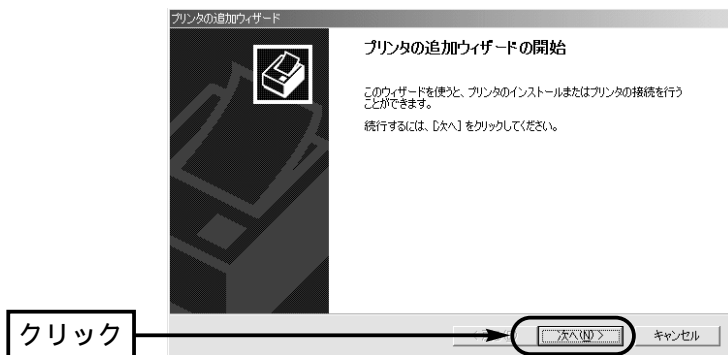 プリンタの追加ウィザード
プリンタの追加ウィザードの開始
このウィザードを使うと、プリンタのインストールまたはプリンタの接続を行う
ことができます。
続行するには、[次へ] をクリックしてください。
クリック
次へ(N) >
キャンセル